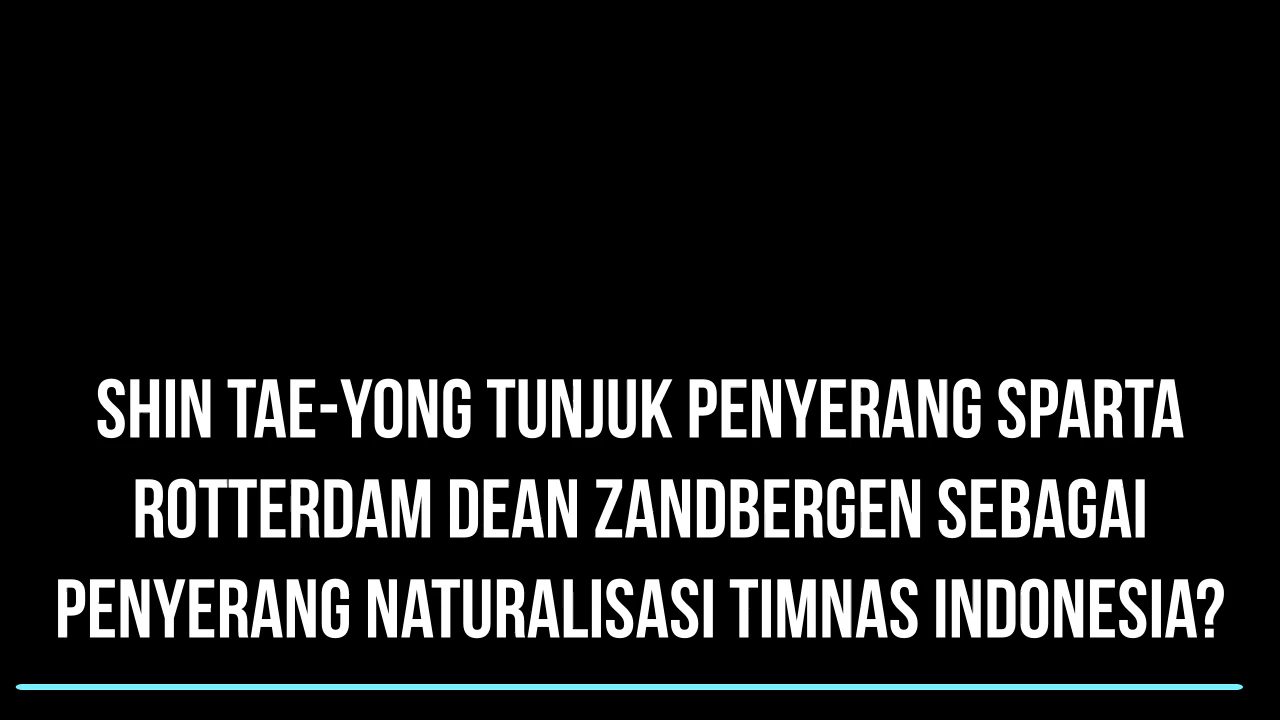 SHIN TAE-YONG TUNJUK PENYERANG SPARTA
ROTTERDAM DEAN ZANDBERGEN SEBAGAI
PENYERANG NATURALISASI TIMNAS INDONESIA?